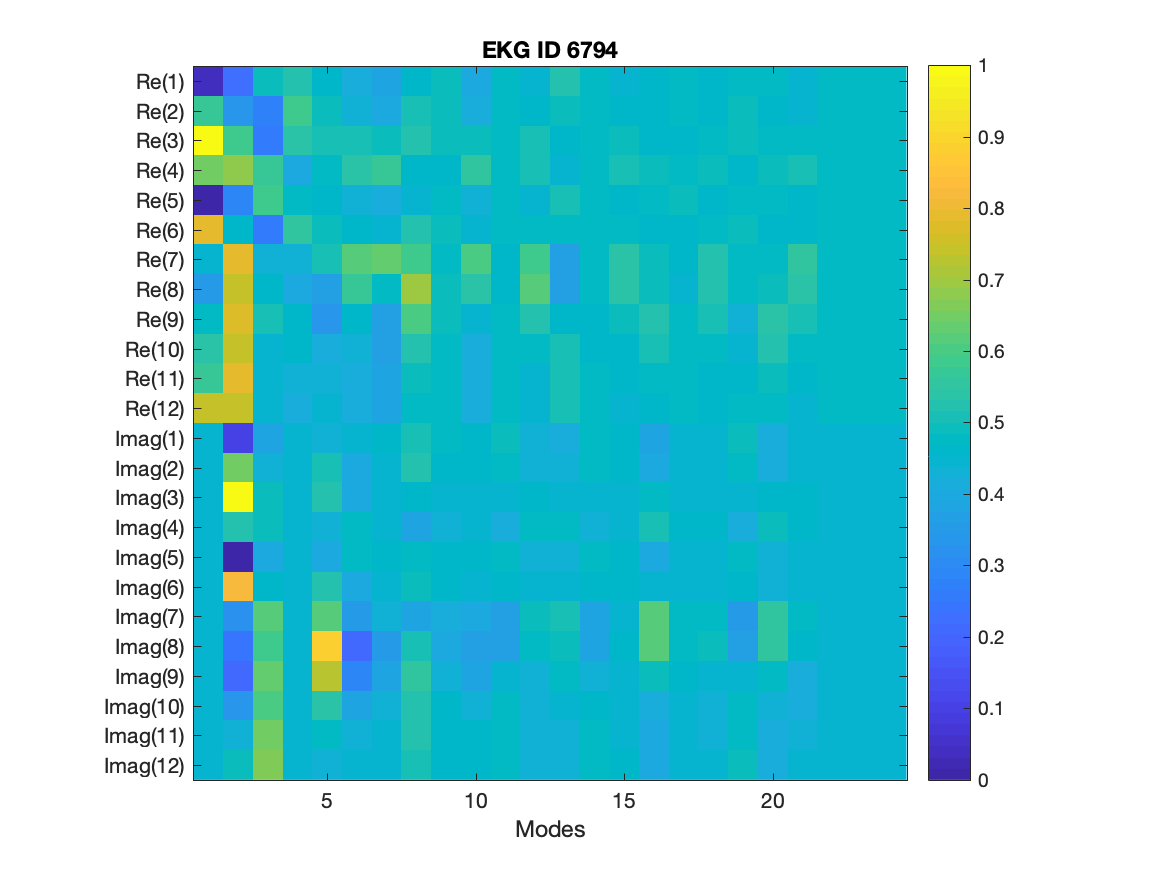 EKG ID 6794
Re(1)
Re(2)
Re(3)
Re(4)
Re(5)
Re(6)
Re(7)
Re(8)
Re(9)
Re(10)
Re(11)
Re(12)
Imag(1)
Imag(2)
Imag(3)
Imag(4)
Imag(5)
Imag(6)
Imag(7)
Imag(8)
Imag(9)
Imag(10)
Imag(11)
Imag(12)
5 10 15 20
Modes
1
0.9
0.8
0.7
0.6
0.5
0.4
0.3
0.2
0.1
0